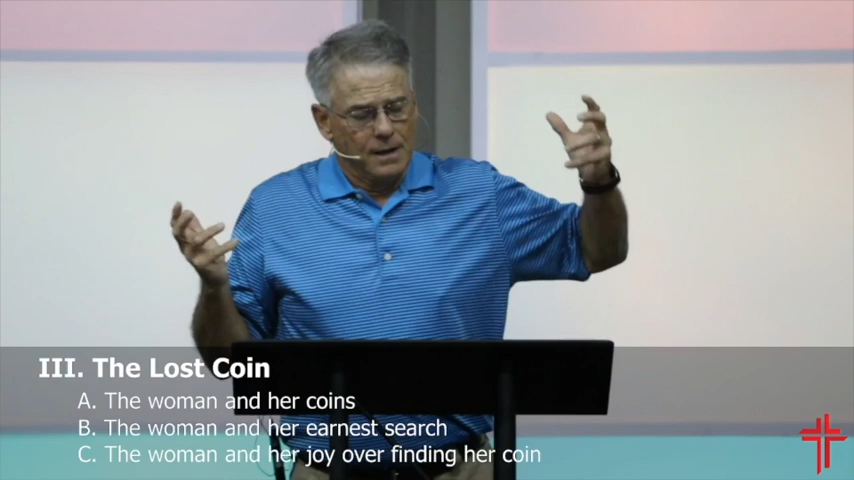 III. The Lost Coin
A. The woman and her coins
B. The woman and her earnest search
C. The woman and her joy over finding her coin